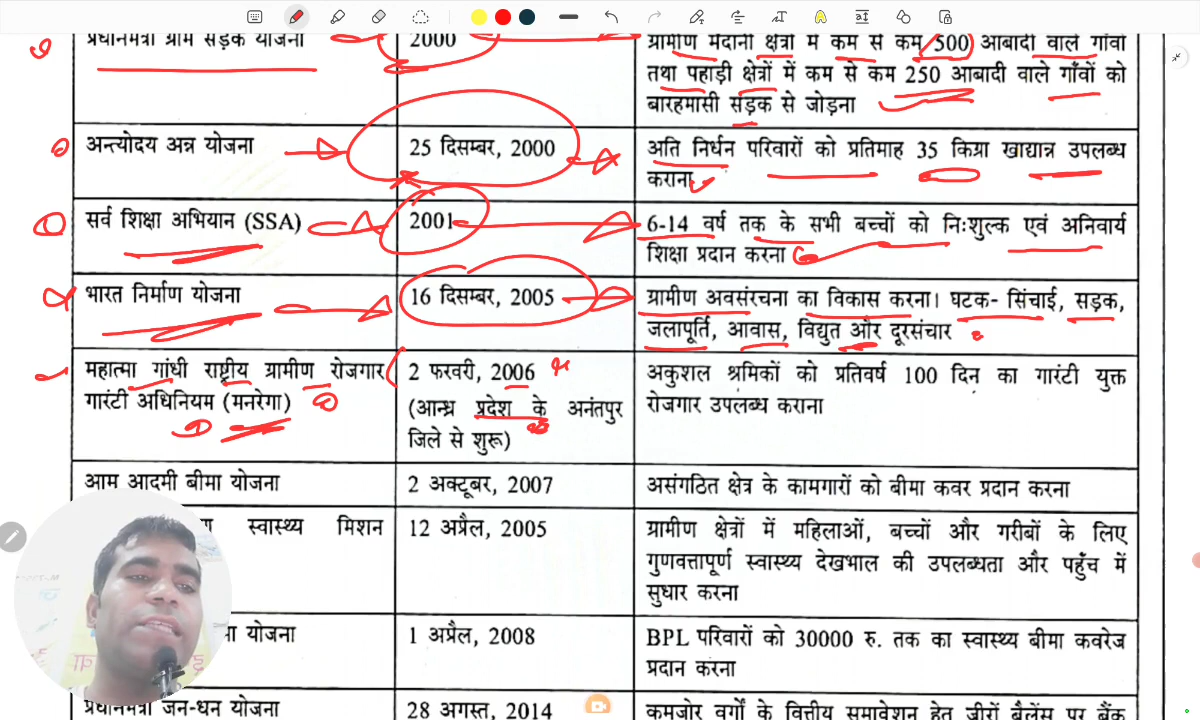 प्रधानमंत्री ग्राम सड़क योजना
2000
ग्रामीण मैदानी क्षेत्रों में कम से कम 500 आबादी वाले गाँवों
तथा पहाड़ी क्षेत्रों में कम से कम 250 आबादी वाले गाँवों को
बारहमासी सड़क से जोड़ना
अन्त्योदय अन्न योजना
25 दिसम्बर, 2000
अति निर्धन परिवारों को प्रतिमाह 35 किग्रा खाद्यान्न उपलब्ध
कराना
सर्व शिक्षा अभियान (SSA)
2001
6-14 वर्ष तक के सभी बच्चों को निःशुल्क एवं अनिवार्य
शिक्षा प्रदान करना
भारत निर्माण योजना
16 दिसम्बर, 2005
ग्रामीण अवसंरचना का विकास करना। घटक- सिंचाई, सड़क,
जलापूर्ति, आवास, विद्युत और दूरसंचार
महात्मा गांधी राष्ट्रीय ग्रामीण रोजगार
गारंटी अधिनियम (मनरेगा)
2 फरवरी, 2006
(आन्ध्र प्रदेश के अनंतपुर
जिले से शुरू)
अकुशल श्रमिकों को प्रतिवर्ष 100 दिन का गारंटी युक्त
रोजगार उपलब्ध कराना
आम आदमी बीमा योजना
2 अक्टूबर, 2007
असंगठित क्षेत्र के कामगारों को बीमा कवर प्रदान करना
स्वास्थ्य मिशन
12 अप्रैल, 2005
ग्रामीण क्षेत्रों में महिलाओं, बच्चों और गरीबों के लिए
गुणवत्तापूर्ण स्वास्थ्य देखभाल की उपलब्धता और पहुँच में
सुधार करना
योजना
1 अप्रैल, 2008
BPL परिवारों को 30000 रु. तक का स्वास्थ्य बीमा कवरेज
प्रदान करना
प्रधानमंत्री जन-धन योजना
28 अगस्त, 2014
कमजोर वर्गों के वित्तीय समावेशन हेतु जीरो बैलेंस पर बैंक